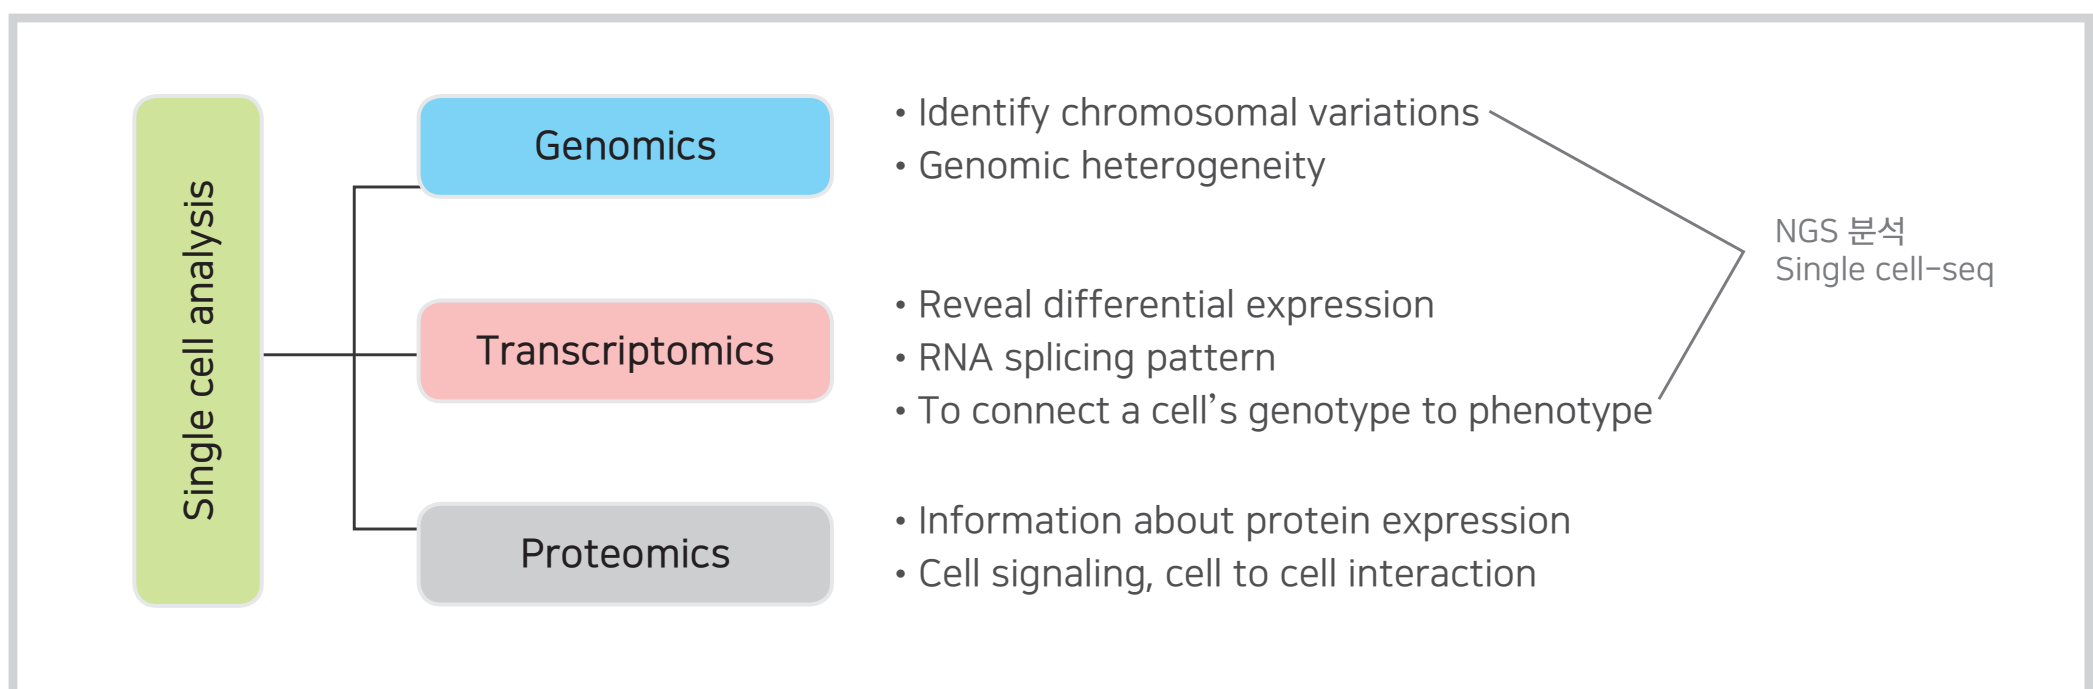 Single cell analysis
Genomics
• Identify chromosomal variations
• Genomic heterogeneity
Transcriptomics
• Reveal differential expression
• RNA splicing pattern
• To connect a cell’s genotype to phenotype
Proteomics
• Information about protein expression
• Cell signaling, cell to cell interaction
NGS 분석
Single cell-seq